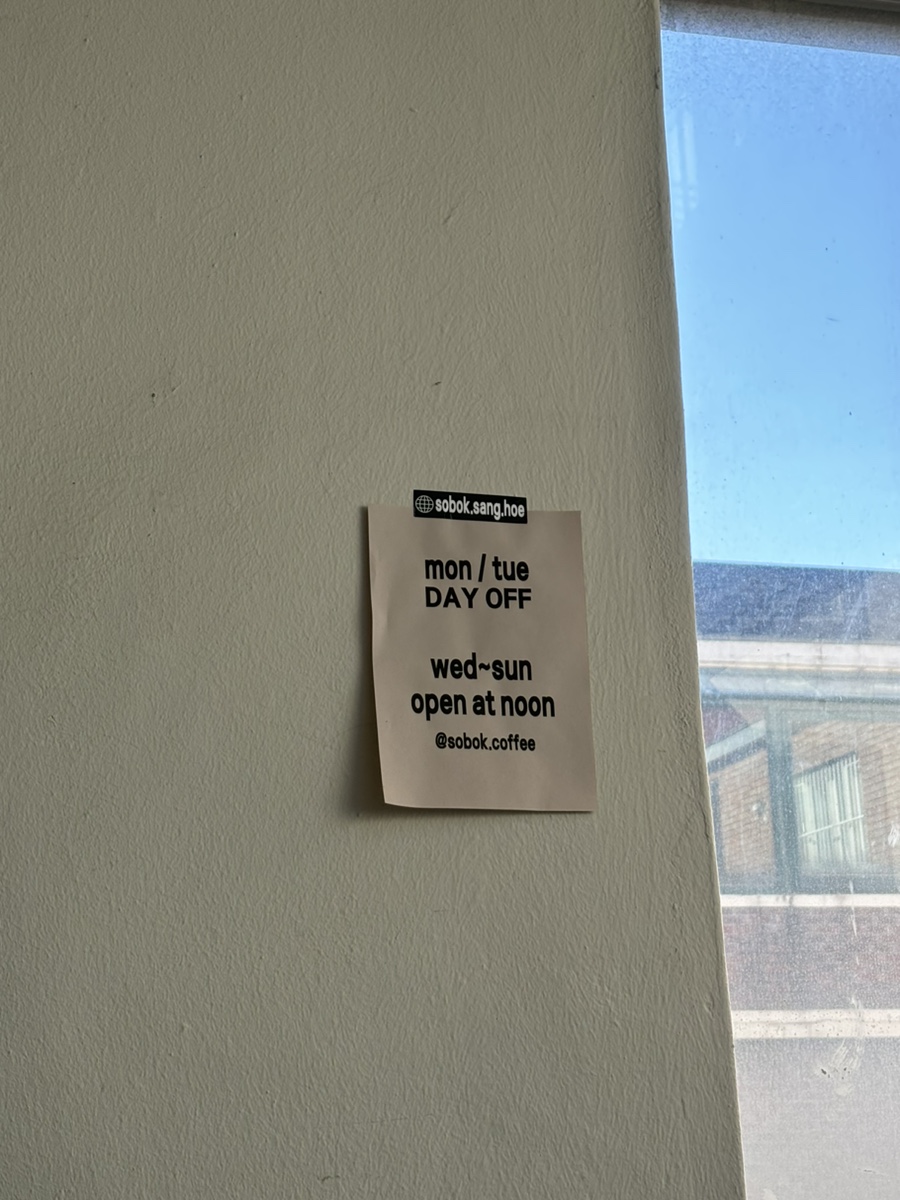 sobok.sang.hoe
mon / tue
DAY OFF
wed~sun
open at noon
@sobok.coffee